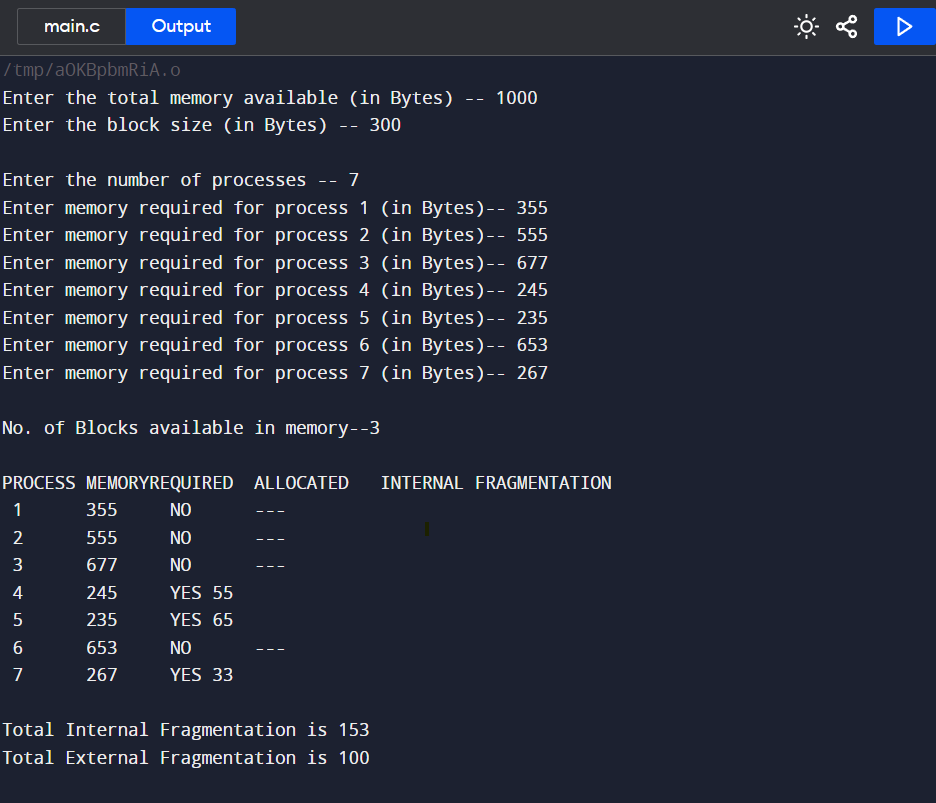 main.c Output
/tmp/aOKBpbmRiA.o
Enter the total memory available (in Bytes) -- 1000
Enter the block size (in Bytes) -- 300
Enter the number of processes -- 7
Enter memory required for process 1 (in Bytes)-- 355
Enter memory required for process 2 (in Bytes)-- 555
Enter memory required for process 3 (in Bytes)-- 677
Enter memory required for process 4 (in Bytes)-- 245
Enter memory required for process 5 (in Bytes)-- 235
Enter memory required for process 6 (in Bytes)-- 653
Enter memory required for process 7 (in Bytes)-- 267
No. of Blocks available in memory--3
PROCESS MEMORYREQUIRED ALLOCATED INTERNAL FRAGMENTATION
1 355 NO ---
2 555 NO ---
3 677 NO ---
4 245 YES 55
5 235 YES 65
6 653 NO ---
7 267 YES 33
Total Internal Fragmentation is 153
Total External Fragmentation is 100